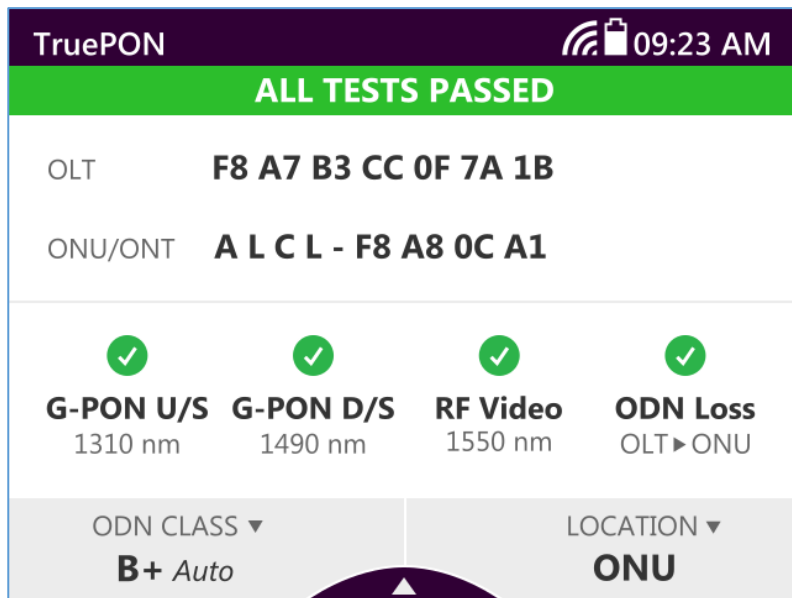 TruePON 09:23 AM
ALL TESTS PASSED
OLT F8 A7 B3 CC 0F 7A 1B
ONU/ONT A L C L - F8 A8 0C A1
G-PON U/S G-PON D/S RF Video ODN Loss
1310 nm 1490 nm 1550 nm OLT▶ONU
ODN CLASS ▼ LOCATION ▼
B+ Auto ONU